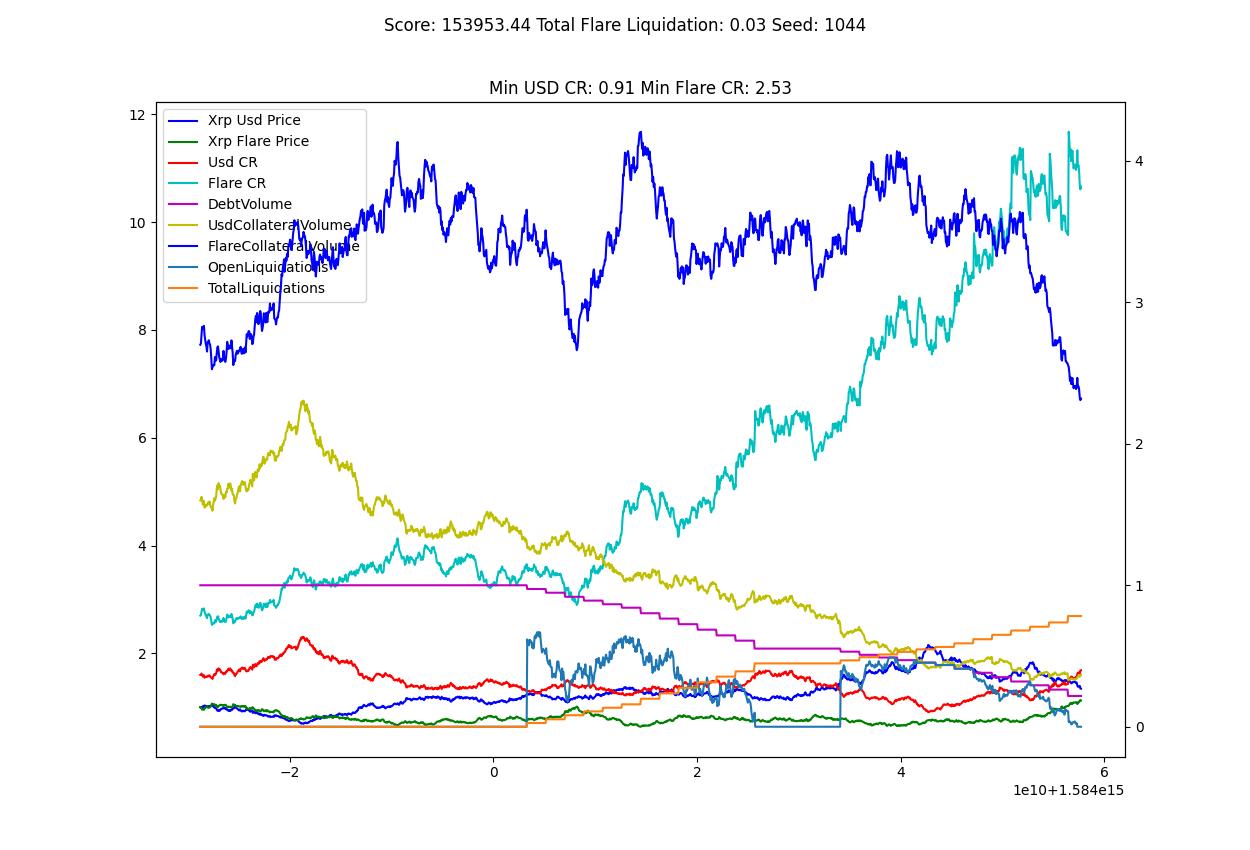 Score: 153953.44 Total Flare Liquidation: 0.03 Seed: 1044
Min USD CR: 0.91 Min Flare CR: 2.53
Xrp Usd Price
Xrp Flare Price
Usd CR
Flare CR
DebtVolume
UsdCollateralVolume
FlareCollateralVolume
OpenLiquidations
TotalLiquidations
12
10
8
6
4
2
4
3
2
1
0
−2
0
2
4
6
1e10+1.584e15